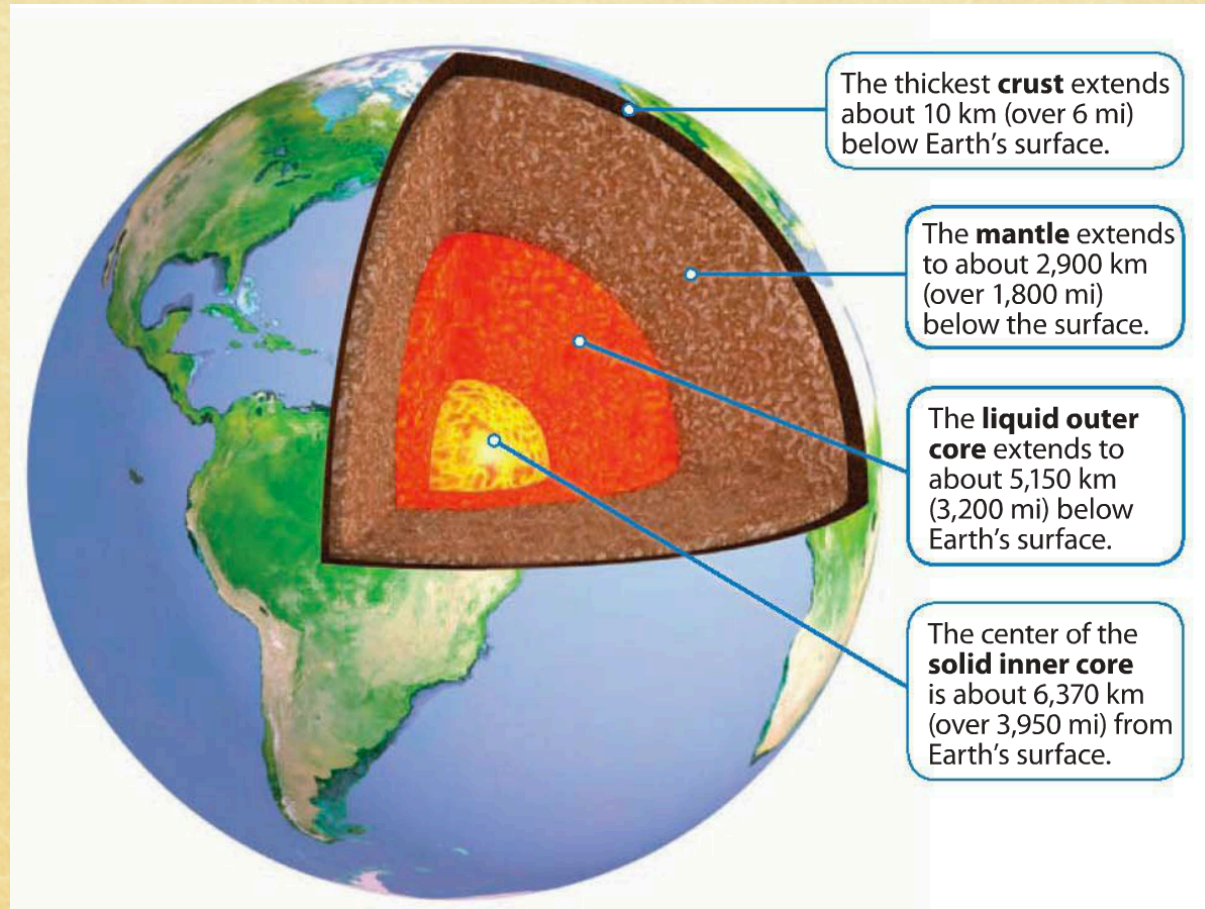 The thickest crust extends
about 10 km (over 6 mi)
below Earth's surface.
The mantle extends
to about 2,900 km
(over 1,800 mi)
below the surface.
The liquid outer
core extends to
about 5,150 km
(3,200 mi) below
Earth's surface.
The center of the
solid inner core
is about 6,370 km
(over 3,950 mi) from
Earth's surface.